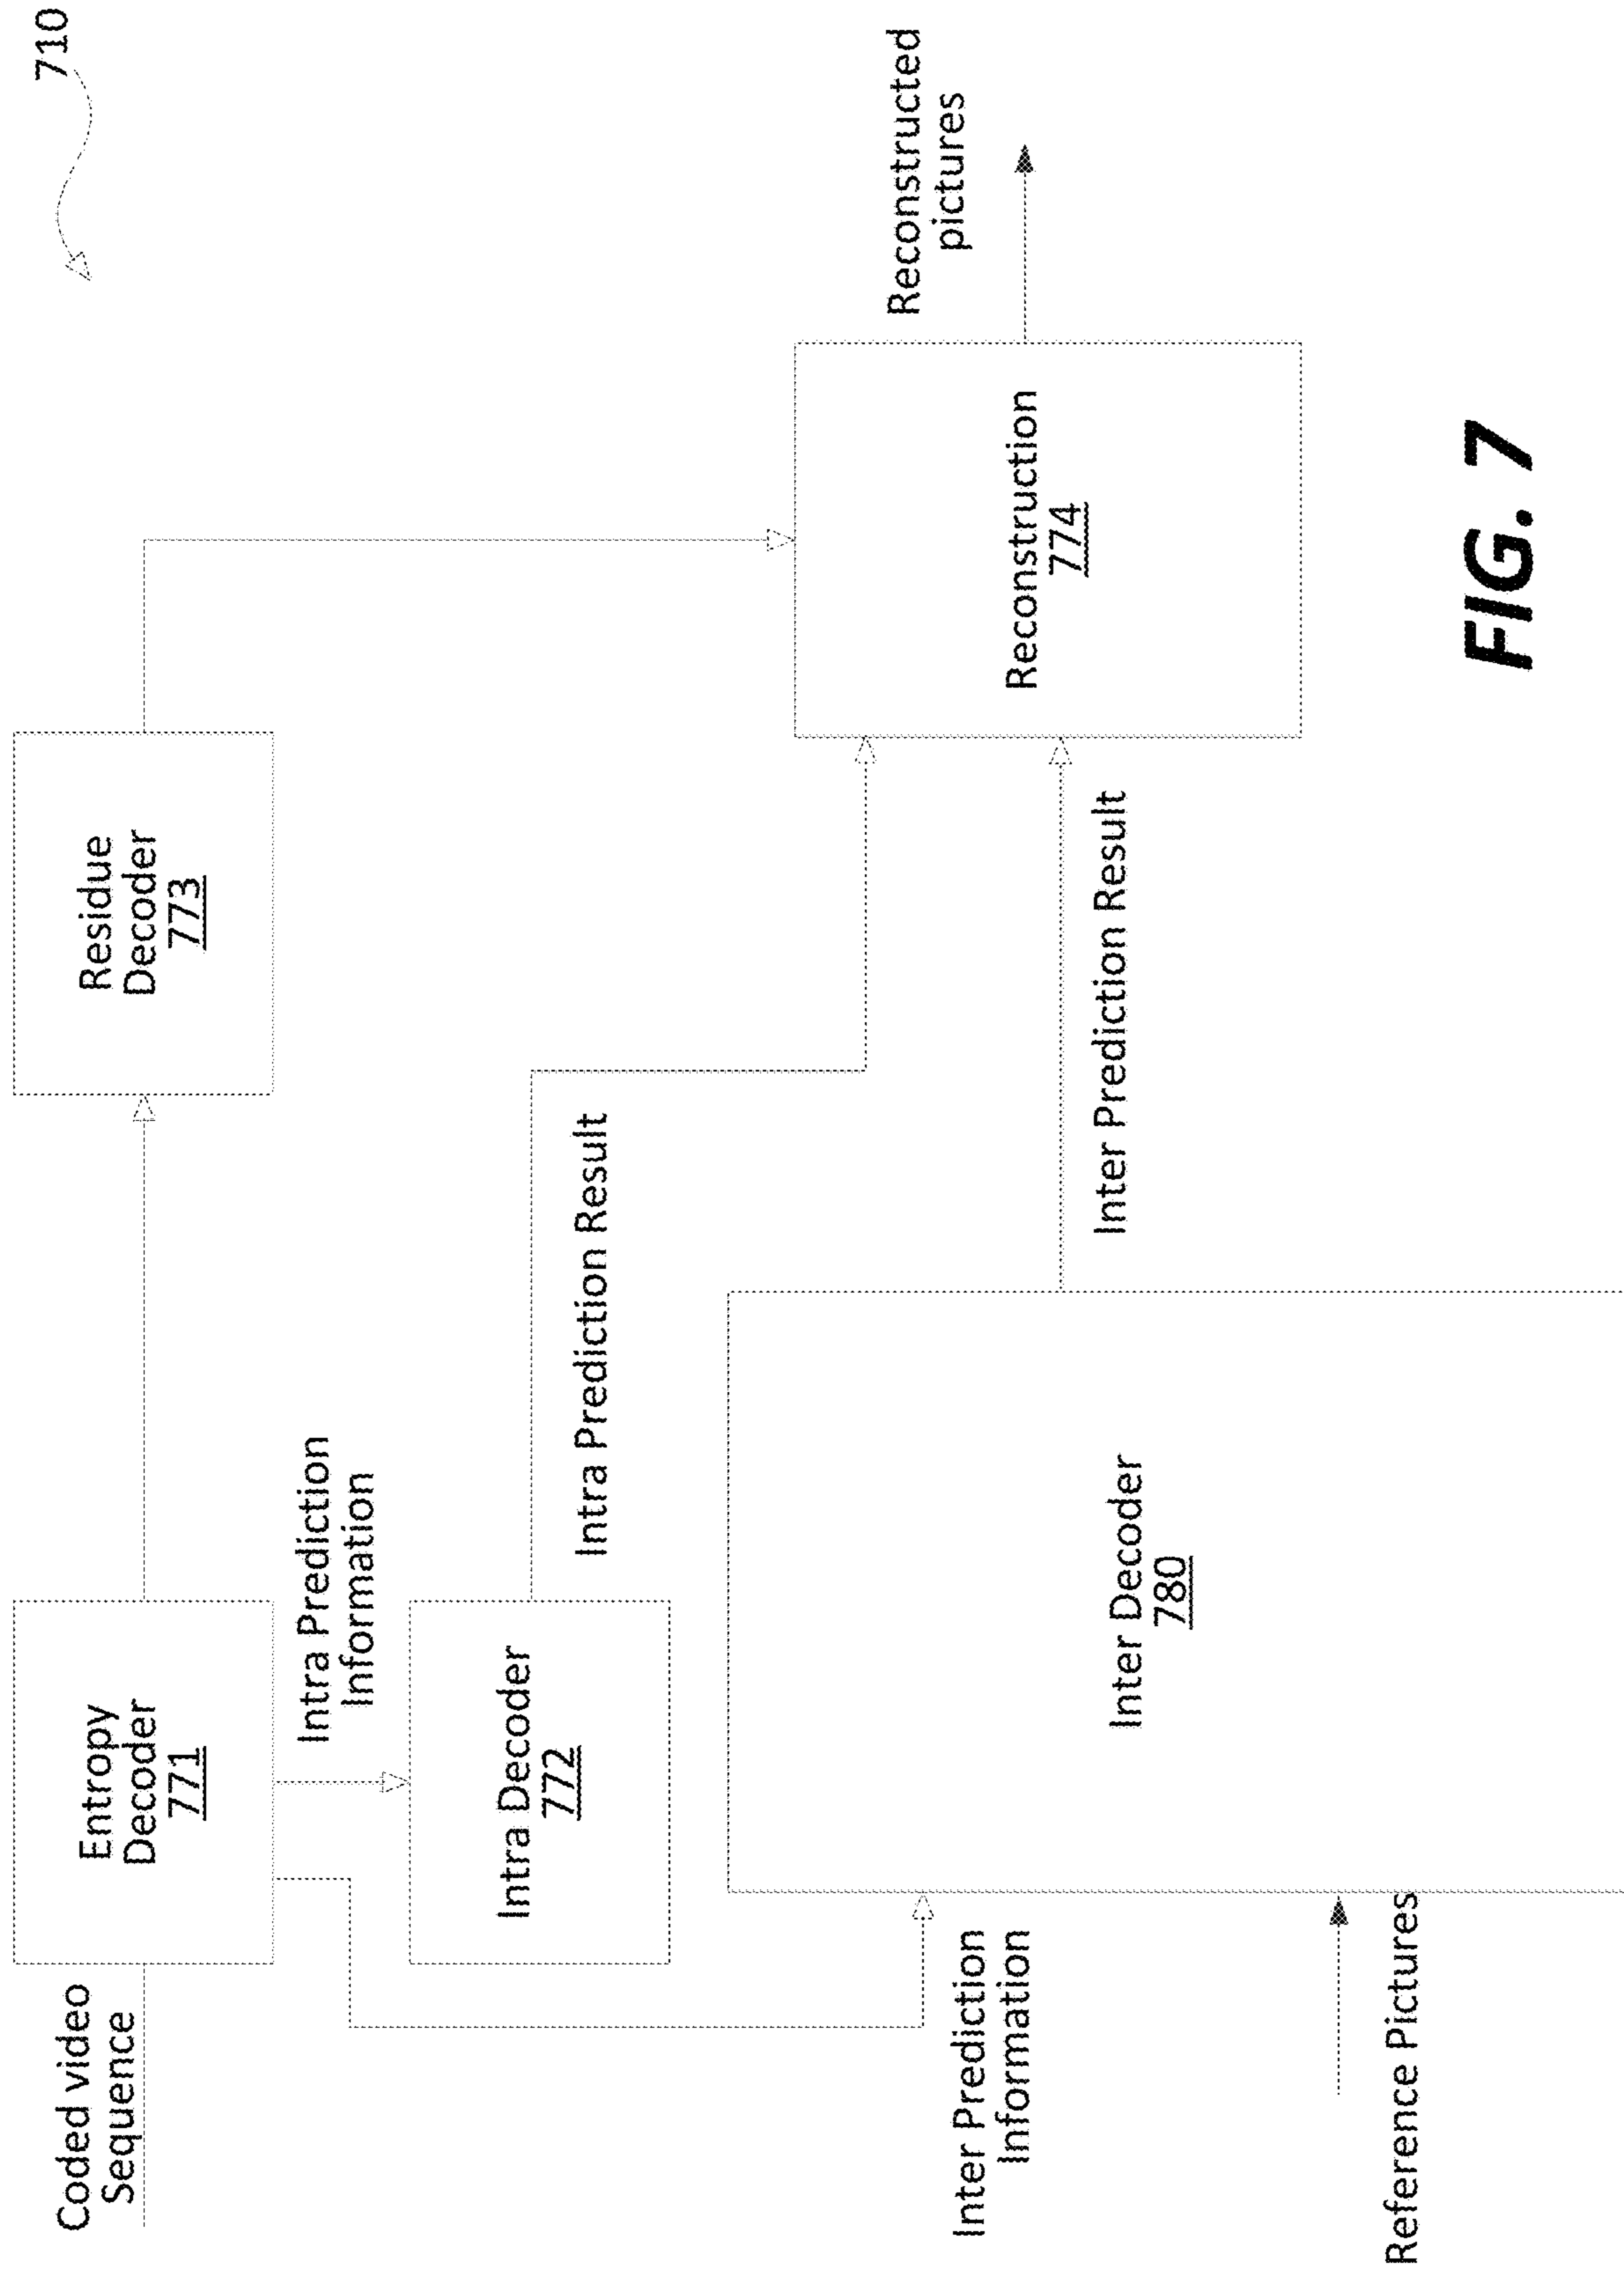 710
Coded video
Sequence
Entropy
Decoder
771
Residue
Decoder
773
Intra Prediction
Information
Intra Decoder
772
Intra Prediction Result
Reconstructed
pictures
Inter Prediction
Information
Inter Decoder
780
Inter Prediction Result
Reconstruction
774
Reference Pictures
FIG. 7